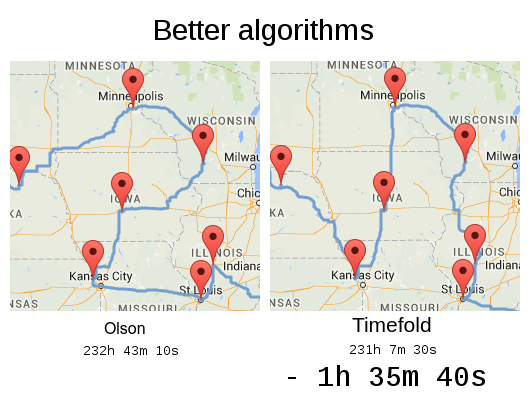 Better algorithms
MINNESOTA
Minneapolis
WISCONSIN
Milwa
Chic
KA
IOWA
ILLINOIS
Indiana
Kansas City
St Louis
NSAS
MISSOURI
MINNESOTA
Minneapolis
WISCONSIN
Milwau
Chic
KA
IOWA
ILLINOIS
Indiana
Kansas City
St Louis
NSAS
MISSOURI
Olson
232h 43m 10s
Timefold
231h 7m 30s
- 1h 35m 40s